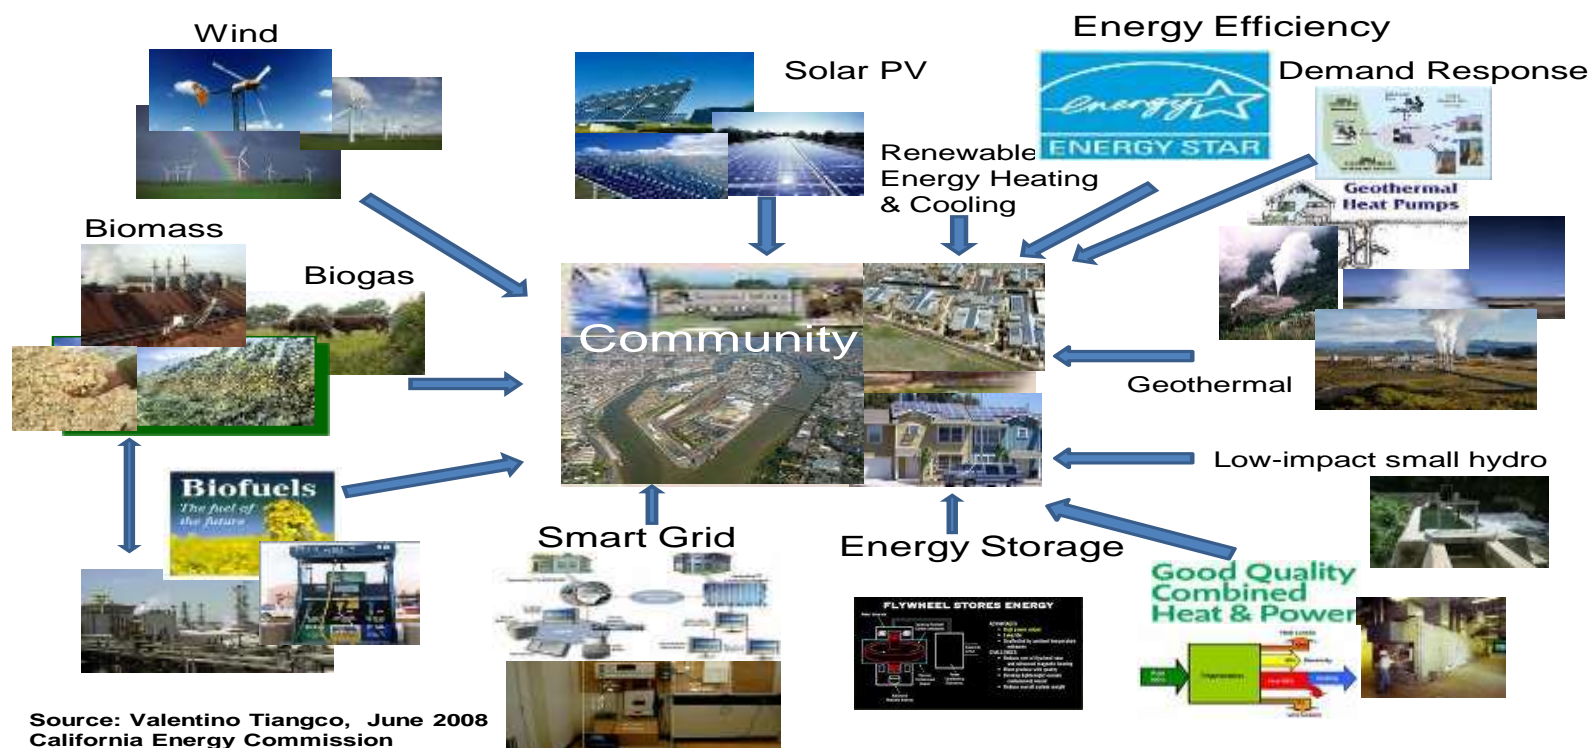 Wind
Solar PV
Energy Efficiency
energy
ENERGY STAR
Demand Response
Renewable
Energy Heating
& Cooling
Geothermal
Heat Pumps
Biomass
Biogas
Community
Geothermal
Low-impact small hydro
Biofuels
The fuel of
the future
Smart Grid
Energy Storage
FLYWHEEL STORES ENERGY
Good Quality
Combined
Heat & Power
Source: Valentino Tiangco, June 2008
California Energy Commission